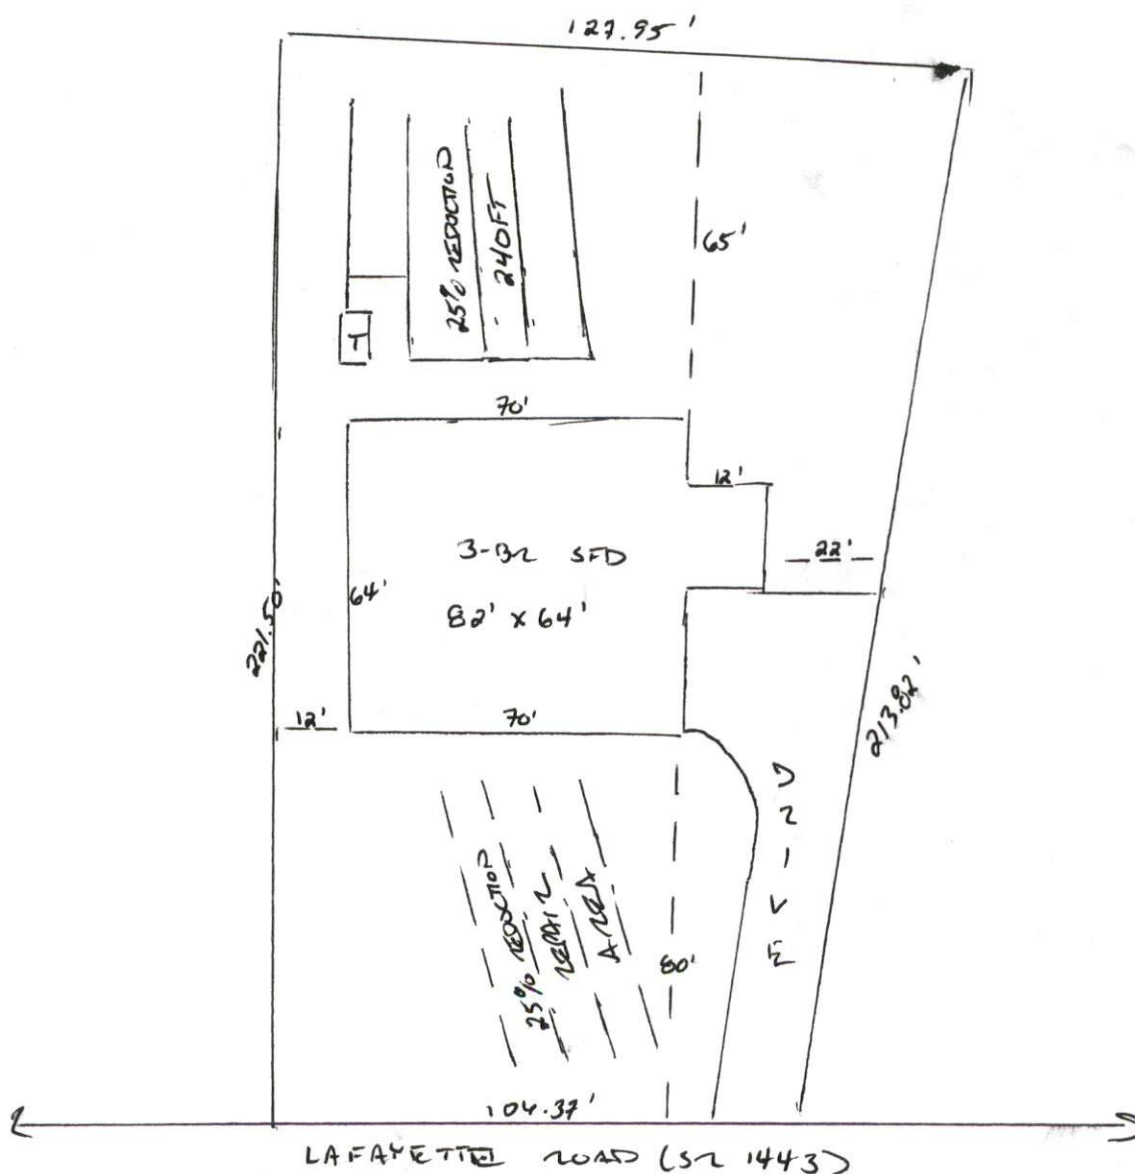 127.95'
25% REDUCTION
240FT
65'
T
70'
12'
3-BR SFD
22'
64'
82' x 64'
221.50'
12'
70'
213.82'
DRIVE
25% REDUCTION
REPAIR
AREA
80'
104.37'
LAFAYETTE ROAD (SR 1443)